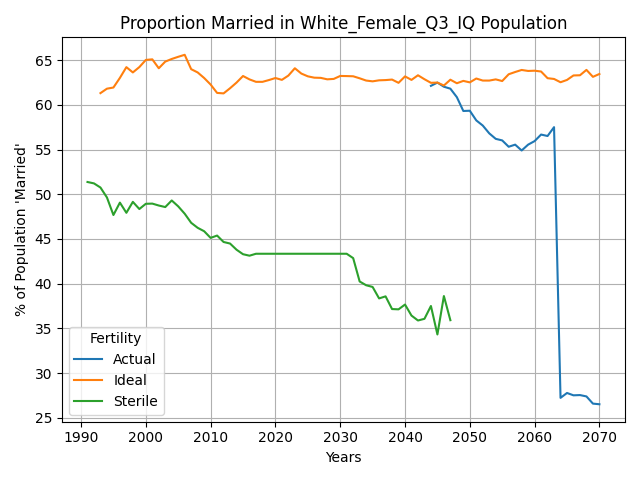 Proportion Married in White_Female_Q3_IQ Population
% of Population 'Married'
65
60
55
50
45
40
35
30
25
Fertility
Actual
Ideal
Sterile
1990 2000 2010 2020 2030 2040 2050 2060 2070
Years